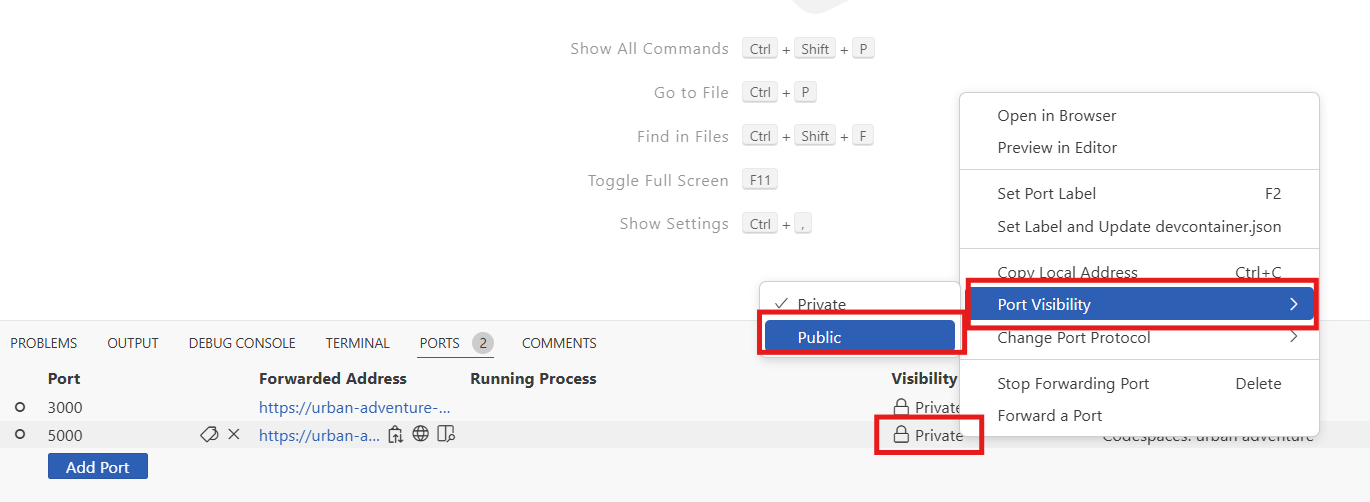 Show All Commands Ctrl + Shift + P
Go to File Ctrl + P
Find in Files Ctrl + Shift + F
Toggle Full Screen F11
Show Settings Ctrl + ,
Open in Browser
Preview in Editor
Set Port Label F2
Set Label and Update devcontainer.json
Copy Local Address Ctrl+C
Port Visibility
Change Port Protocol
Stop Forwarding Port Delete
Forward a Port
Private
Public
PROBLEMS OUTPUT DEBUG CONSOLE TERMINAL PORTS 2 COMMENTS
Port Forwarded Address Running Process Visibility
3000 https://urban-adventure-... Private
5000 https://urban-a... Private Codespaces: urban adventure
Add Port